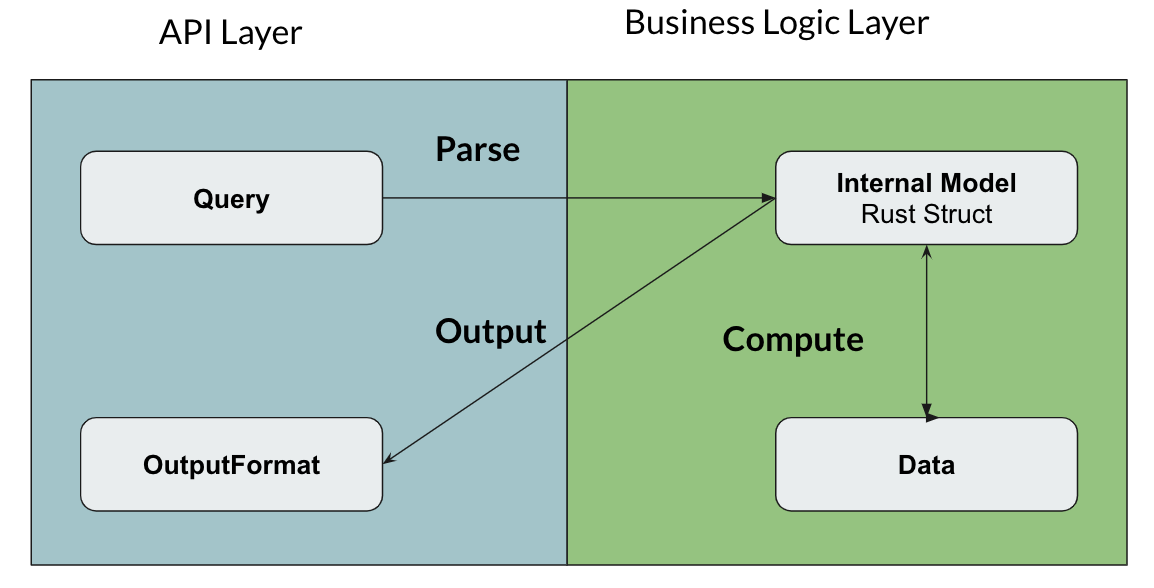 API Layer
Business Logic Layer
Parse
Query
Internal Model
Rust Struct
Output
Compute
OutputFormat
Data